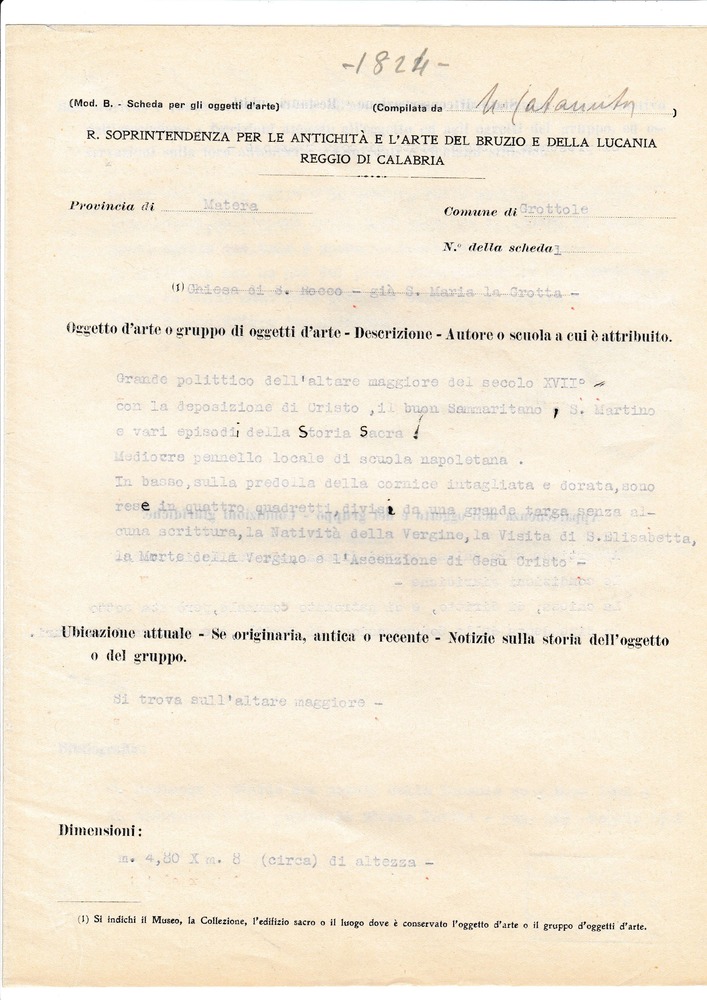 -1824-
(Mod. B. - Scheda per gli oggetti d'arte) (Compilata da )
R. SOPRINTENDENZA PER LE ANTICHITÀ E L'ARTE DEL BRUZIO E DELLA LUCANIA
REGGIO DI CALABRIA
Provincia di Matera
Comune di Grottole
N.° della scheda 3
(1) Chiesa di S. Rocco - già S. Maria la Grotta -
Oggetto d'arte o gruppo di oggetti d'arte - Descrizione - Autore o scuola a cui è attribuito.
Grande polittico dell'altare maggiore del secolo XVII° -
con la deposizione di Cristo ,il buon Sammaritano , S. Martino
e vari episodi della Storia Sacra !
Mediocre pennello locale di scuola napoletana .
In basso,sulla predella della cornice intagliata e dorata,sono
rese in quattro quadretti,divisi da una grande targa senza al-
cuna scrittura,la Natività della Vergine,la Visita di S.Elisabetta,
la Morte della Vergine e l'Ascenzione di Gesù Cristo -
Ubicazione attuale - Se originaria, antica o recente - Notizie sulla storia dell'oggetto
o del gruppo.
Si trova sull'altare maggiore -
Dimensioni:
m. 4,80 X m. 8 (circa) di altezza -
(1) Si indichi il Museo, la Collezione, l'edifizio sacro o il luogo dove è conservato l'oggetto d'arte o il gruppo d'oggetti d'arte.